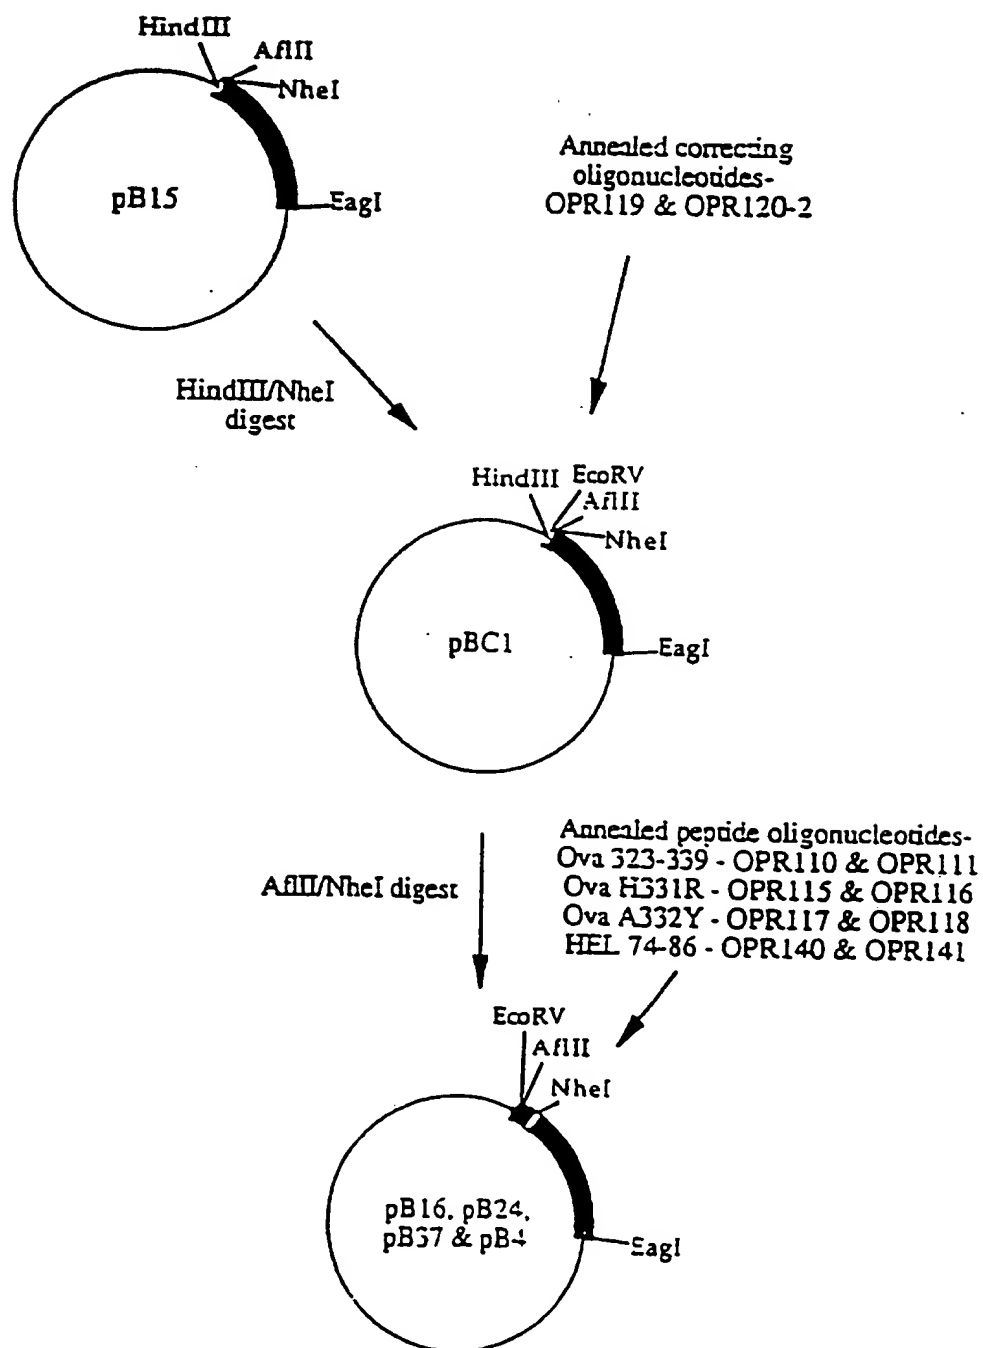 HindIII
AflII
NheI
pB15
EagI
Annealed correcting
oligonucleotides-
OPR119 & OPR120-2
HindIII/NheI
digest
HindIII
EcoRV
AflII
NheI
pBC1
EagI
AflII/NheI digest
Annealed peptide oligonucleotides-
Ova 323-339 - OPR110 & OPR111
Ova H331R - OPR115 & OPR116
Ova A332Y - OPR117 & OPR118
HEL 74-86 - OPR140 & OPR141
EcoRV
AflII
NheI
pB16, pB24,
pB37 & pB4
EagI